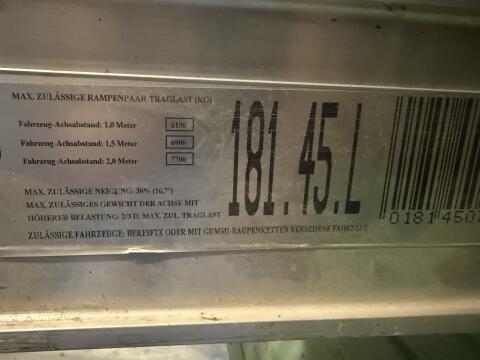 MAX. ZULÄSSIGE RAMPENPAAR TRAGLAST (KG)
Fahrzeug-Achsabstand: 1,0 Meter 6100
Fahrzeug-Achsabstand: 1,5 Meter 6900
Fahrzeug-Achsabstand: 2,0 Meter 7700
181.45.L
MAX. ZULÄSSIGE NEIGUNG: 30% (16,7°)
MAX. ZULÄSSIGES GEWICHT DER ACHSE MIT
HÖHERER BELASTUNG: 2/3 D. MAX. ZUL. TRAGLAST
ZULÄSSIGE FAHRZEUGE: BEREIFTE ODER MIT GUMMI-RAUPENKETTEN VERSEHENE FAHRZEUGE
0181450